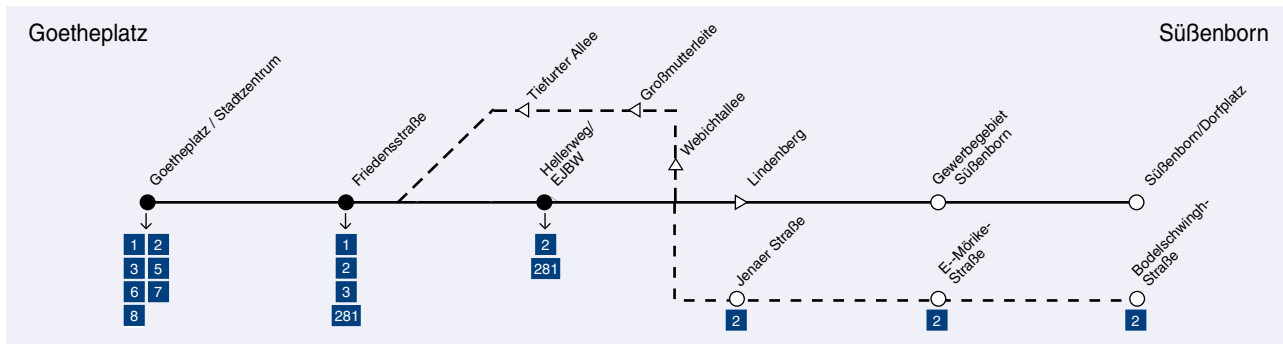 Goetheplatz
Süßenborn
Goetheplatz / Stadtzentrum
Friedensstraße
Tiefurter Allee
Hellerweg/
EJBW
Großmutterleite
Webichtallee
Lindenberg
Gewerbegebiet
Süßenborn
Süßenborn/Dorfplatz
1 2
3 5
6 7
8
1
2
3
281
2
281
Jenaer Straße
E--Mörike-
Straße
Bodelschwingh-
Straße
2
2
2